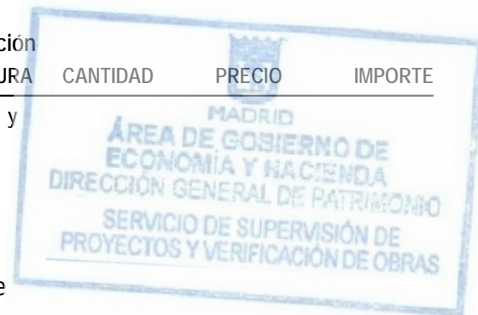 ción
URA CANTIDAD PRECIO IMPORTE
y
MADRID
ÁREA DE GOBIERNO DE
ECONOMÍA Y HACIENDA
DIRECCIÓN GENERAL DE PATRIMONIO
SERVICIO DE SUPERVISIÓN DE
PROYECTOS Y VERIFICACIÓN DE OBRAS
e